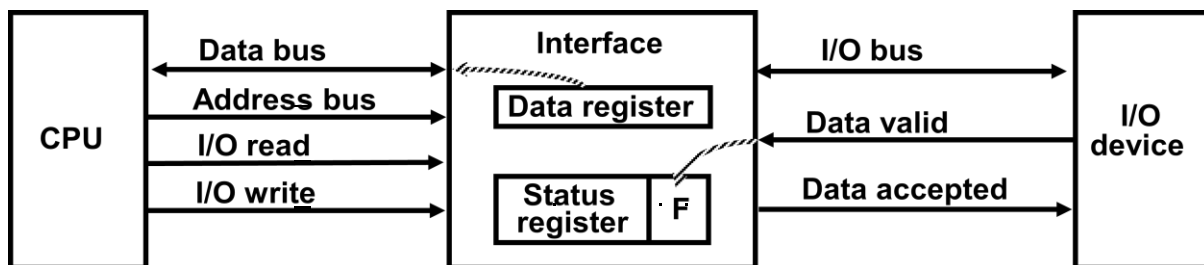 CPU
Data bus
Address bus
I/O read
I/O write
Interface
Data register
Status
register
F
I/O bus
Data valid
Data accepted
I/O
device